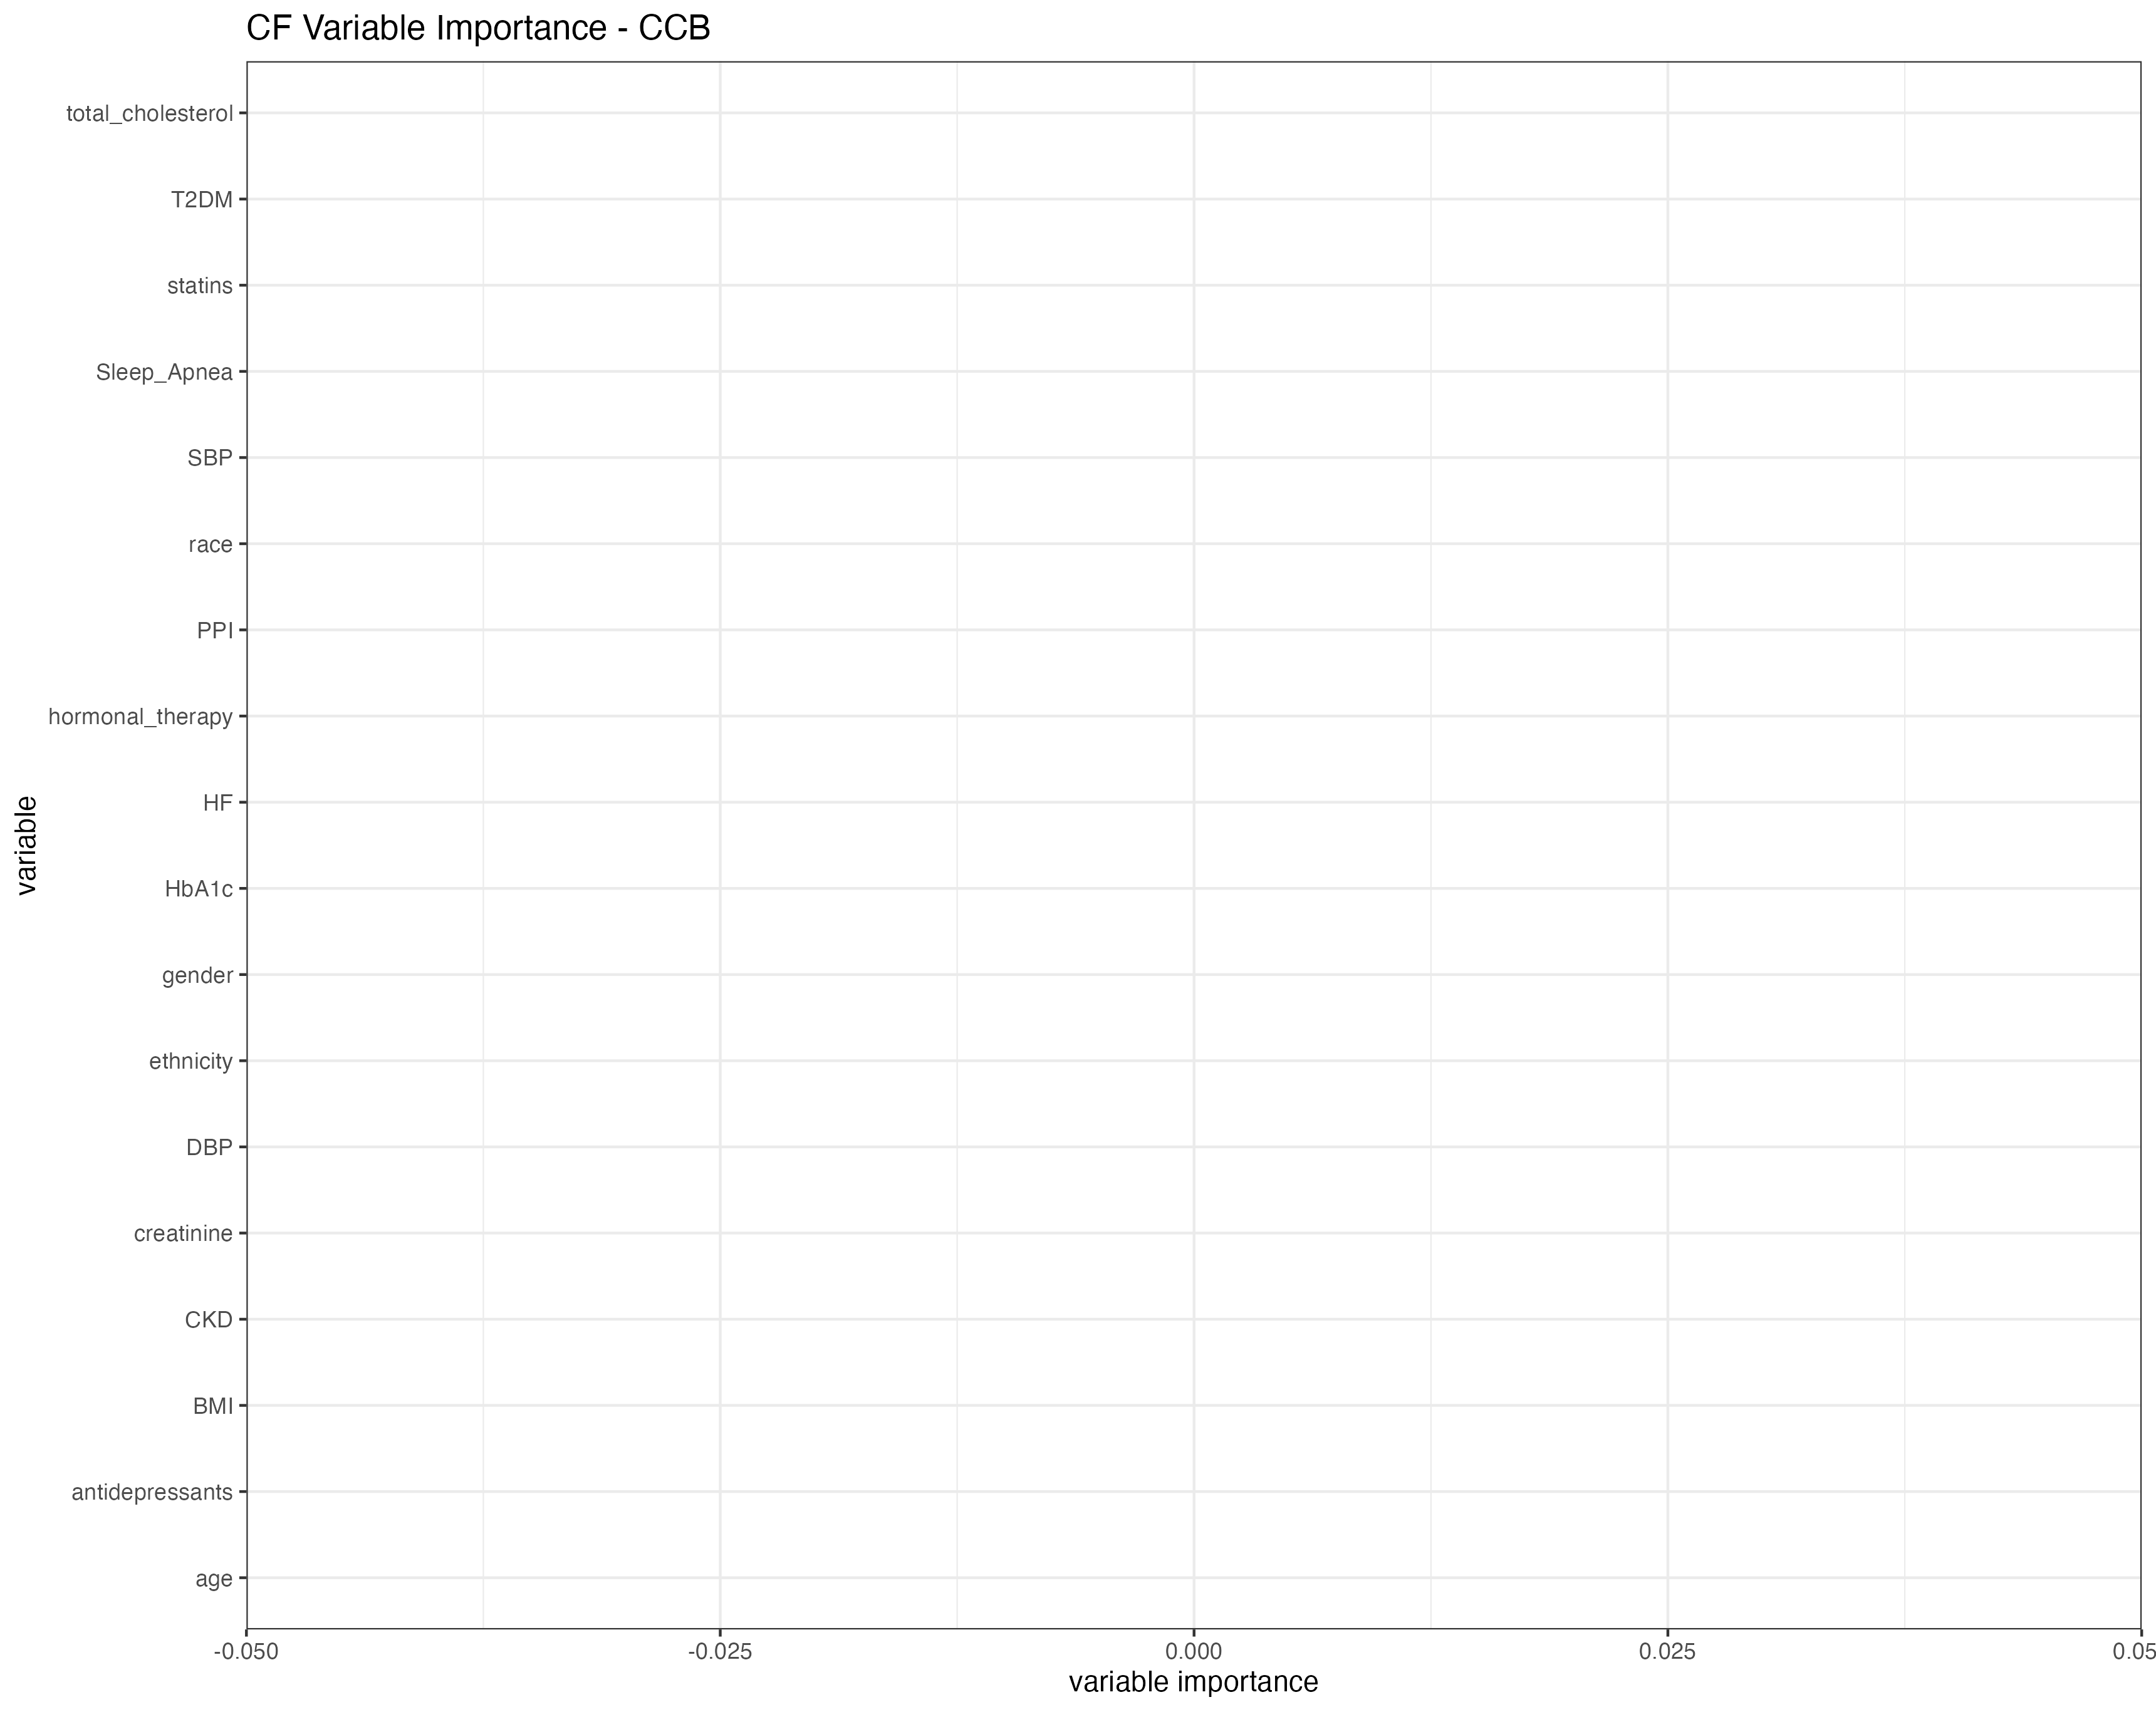 CF Variable Importance - CCB
total_cholesterol
T2DM
statins
Sleep_Apnea
SBP
race
PPI
hormonal_therapy
HF
HbA1c
gender
ethnicity
DBP
creatinine
CKD
BMI
antidepressants
age
variable
-0.050 -0.025 0.000 0.025 0.05
variable importance